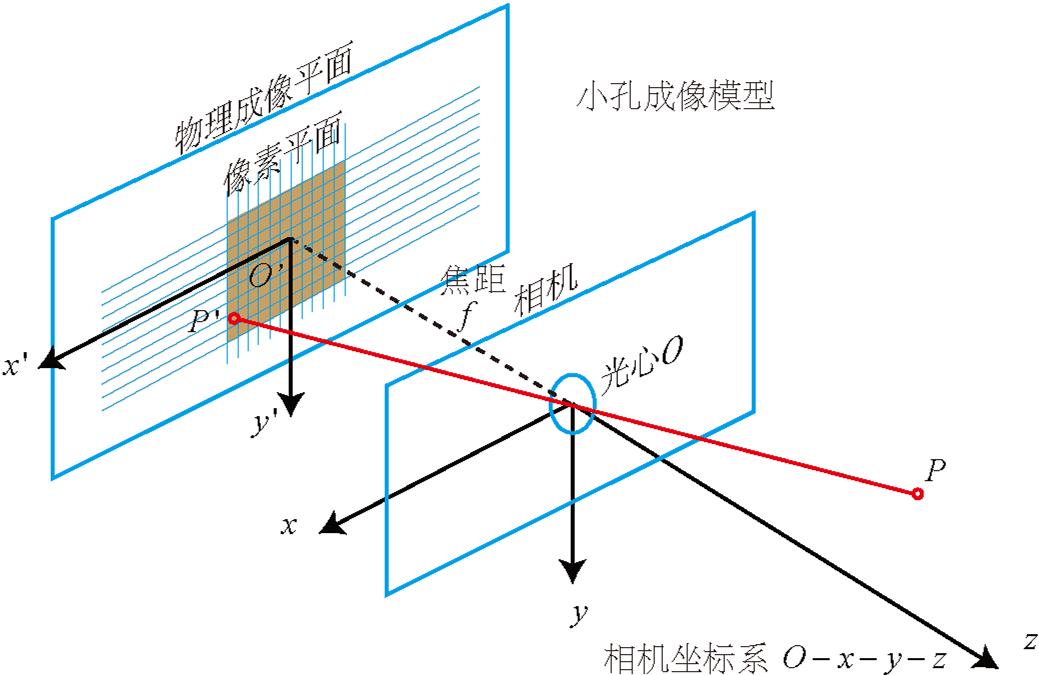 物理成像平面
小孔成像模型
像素平面
O'
焦距
f
相机
P'
x'
光心O
y'
P
x
y
z
相机坐标系 O－x－y－z